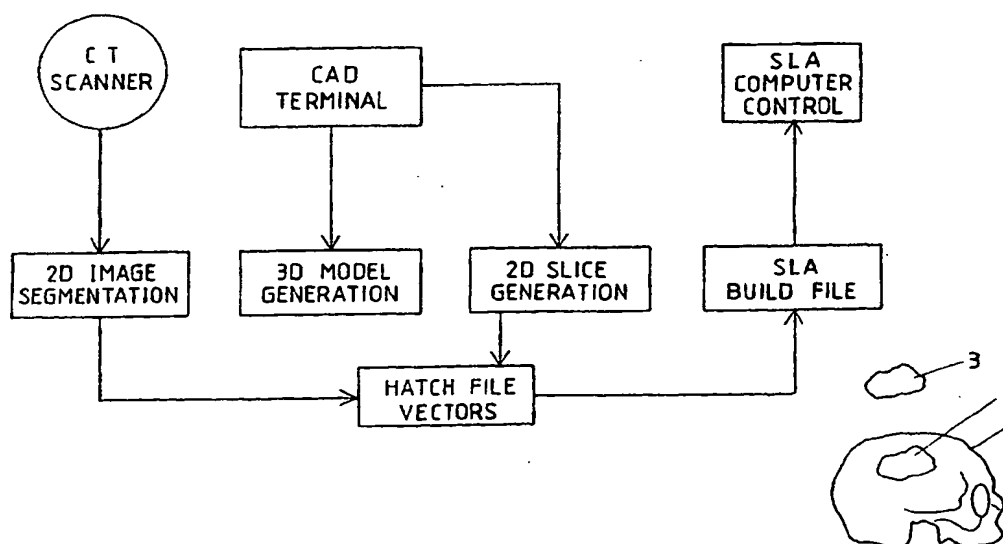 C T
SCANNER
CAD
TERMINAL
SLA
COMPUTER
CONTROL
2D IMAGE
SEGMENTATION
3D MODEL
GENERATION
2D SLICE
GENERATION
SLA
BUILD FILE
HATCH FILE
VECTORS
3